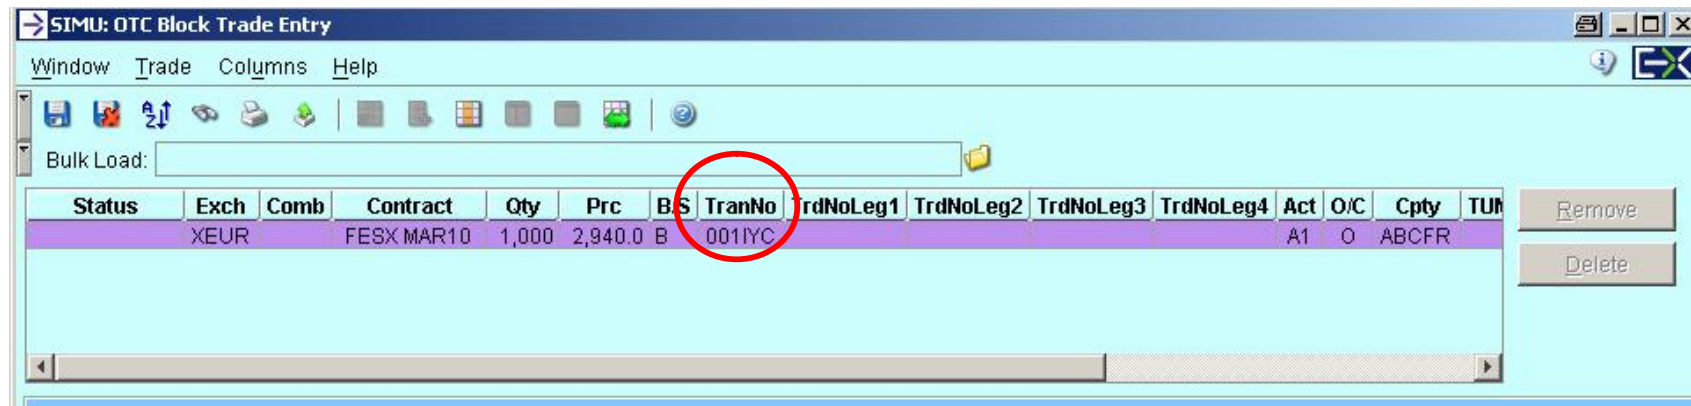 SIMU: OTC Block Trade Entry
Window Trade Columns Help
Bulk Load:
Status Exch Comb Contract Qty Prc B/S TranNo TrdNoLeg1 TrdNoLeg2 TrdNoLeg3 TrdNoLeg4 Act O/C Cpty
XEUR FESX MAR10 1,000 2,940.0 B 001IYC A1 O ABCFR
Remove
Delete